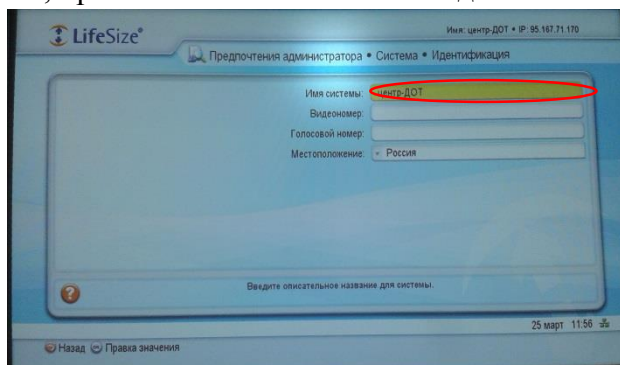 LifeSize®
Имя: центр-ДОТ • IP: 95.167.71.170
Предпочтения администратора • Система • Идентификация
Имя системы: центр-ДОТ
Видеономер:
Голосовой номер:
Местоположение: Россия
Введите описательное название для системы.
25 март 11:56
Назад Правка значения